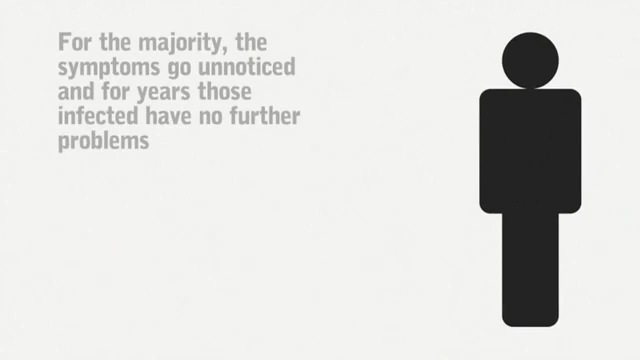 For the majority, the
symptoms go unnoticed
and for years those
infected have no further
problems